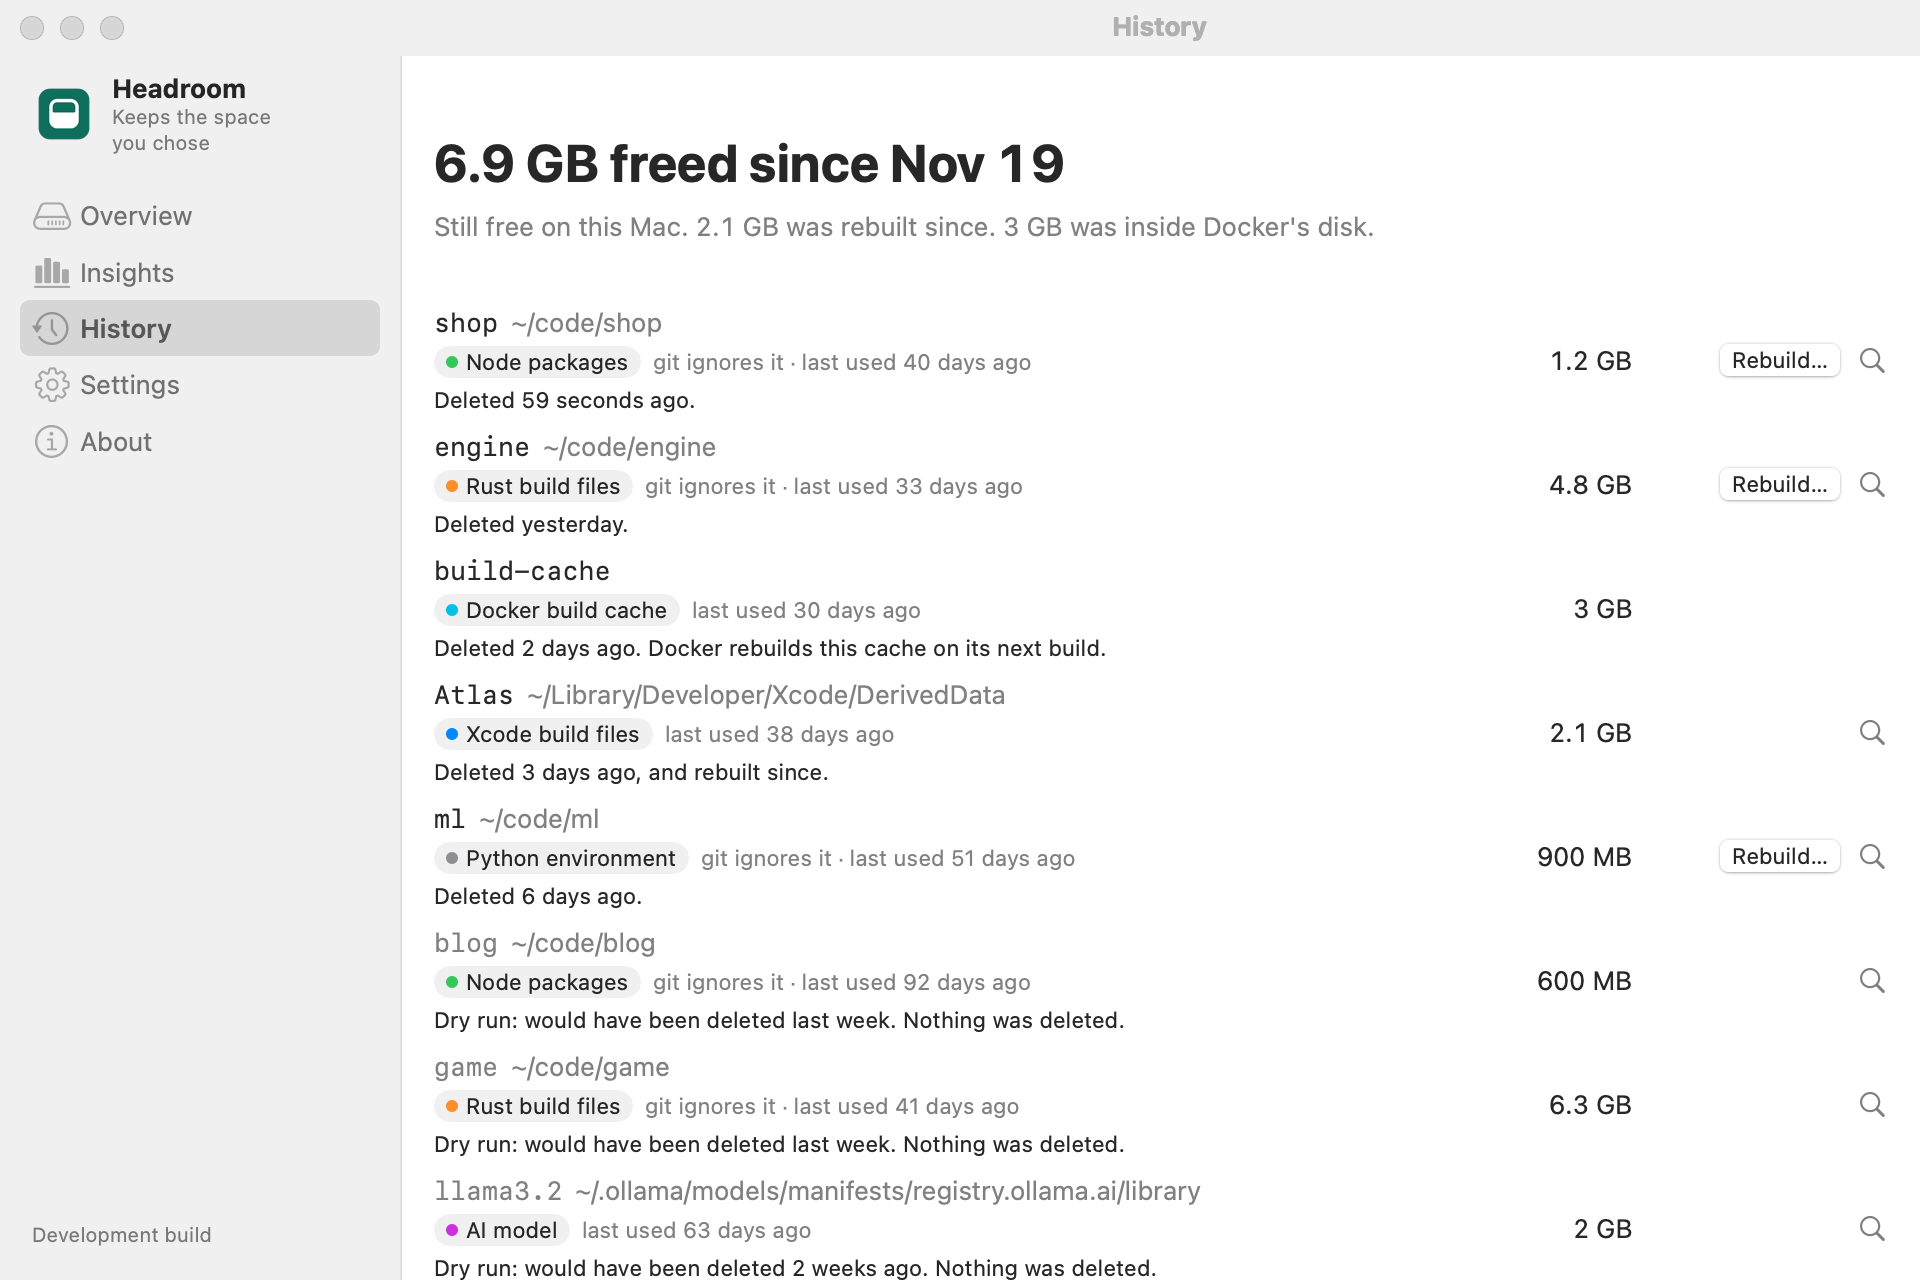 History
Headroom
Keeps the space
you chose
Overview
Insights
History
Settings
About
Development build
6.9 GB freed since Nov 19
Still free on this Mac. 2.1 GB was rebuilt since. 3 GB was inside Docker's disk.
shop ~/code/shop
Node packages git ignores it · last used 40 days ago 1.2 GB Rebuild...
Deleted 59 seconds ago.
engine ~/code/engine
Rust build files git ignores it · last used 33 days ago 4.8 GB Rebuild...
Deleted yesterday.
build-cache
Docker build cache last used 30 days ago 3 GB
Deleted 2 days ago. Docker rebuilds this cache on its next build.
Atlas ~/Library/Developer/Xcode/DerivedData
Xcode build files last used 38 days ago 2.1 GB
Deleted 3 days ago, and rebuilt since.
ml ~/code/ml
Python environment git ignores it · last used 51 days ago 900 MB Rebuild...
Deleted 6 days ago.
blog ~/code/blog
Node packages git ignores it · last used 92 days ago 600 MB
Dry run: would have been deleted last week. Nothing was deleted.
game ~/code/game
Rust build files git ignores it · last used 41 days ago 6.3 GB
Dry run: would have been deleted last week. Nothing was deleted.
llama3.2 ~/.ollama/models/manifests/registry.ollama.ai/library
AI model last used 63 days ago 2 GB
Dry run: would have been deleted 2 weeks ago. Nothing was deleted.